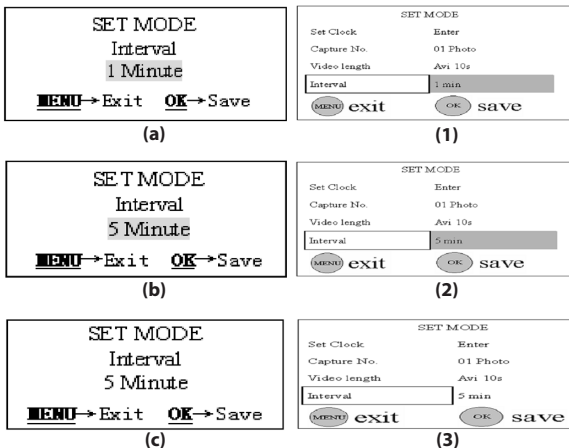 SET MODE
Interval
1 Minute
MENU→Exit OK→Save
(a)
SET MODE
Set Clock Enter
Capture No. 01 Photo
Video length Avi 10s
Interval 1 min
MENU exit OK save
(1)
SET MODE
Interval
5 Minute
MENU→Exit OK→Save
(b)
SET MODE
Set Clock Enter
Capture No. 01 Photo
Video length Avi 10s
Interval 5 min
MENU exit OK save
(2)
SET MODE
Interval
5 Minute
MENU→Exit OK→Save
(c)
SET MODE
Set Clock Enter
Capture No. 01 Photo
Video length Avi 10s
Interval 5 min
MENU exit OK save
(3)